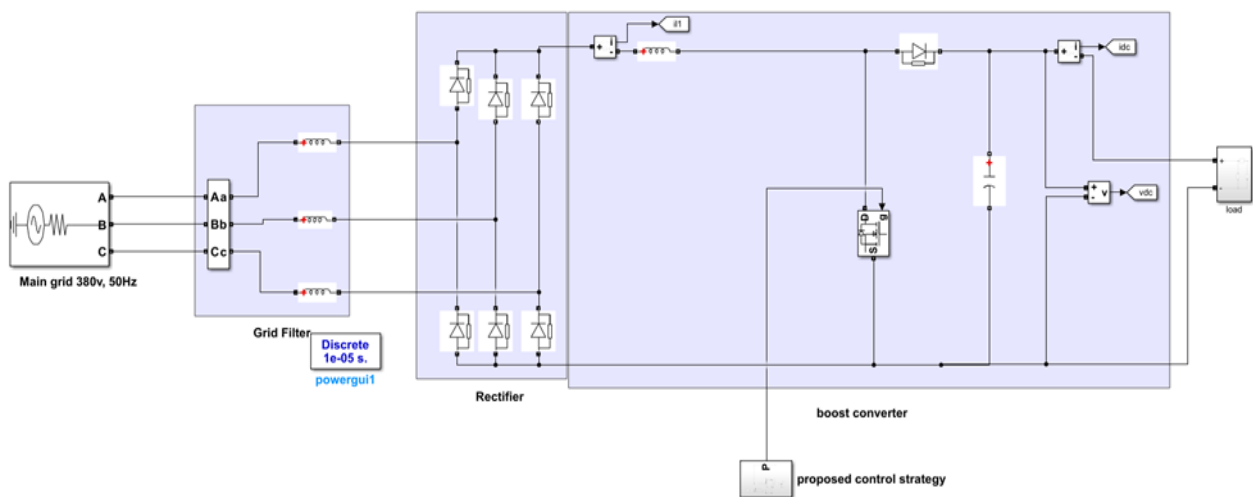 i
+
-
il1
i
+
-
idc
A
B
C
Aa
Bb
Cc
D
g
S
+
-
v
vdc
+
-
load
Main grid 380v, 50Hz
Grid Filter
Discrete
1e-05 s.
powergui1
Rectifier
boost converter
P
proposed control strategy